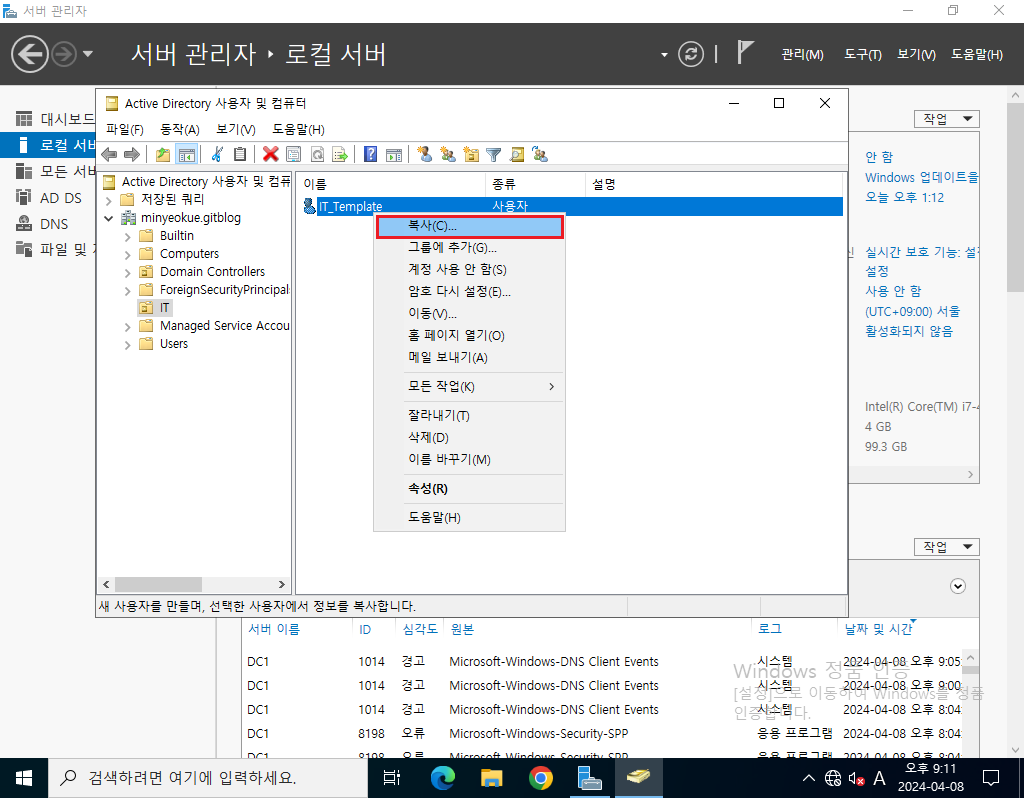 서버 관리자
서버 관리자 ‣ 로컬 서버
관리(M) 도구(T) 보기(V) 도움말(H)
대시보드
로컬 서버
모든 서버
AD DS
DNS
파일 및
Active Directory 사용자 및 컴퓨터
파일(F) 동작(A) 보기(V) 도움말(H)
Active Directory 사용자 및 컴퓨
저장된 쿼리
minyeokue.gitblog
Builtin
Computers
Domain Controllers
ForeignSecurityPrincipal
IT
Managed Service Accou
Users
이름 종류 설명
IT_Template 사용자
복사(C)...
그룹에 추가(G)...
계정 사용 안 함(S)
암호 다시 설정(E)...
이동(V)...
홈 페이지 열기(O)
메일 보내기(A)
모든 작업(K)
잘라내기(T)
삭제(D)
이름 바꾸기(M)
속성(R)
도움말(H)
새 사용자를 만들며, 선택한 사용자에서 정보를 복사합니다.
작업
안 함
Windows 업데이트을
오늘 오후 1:12
실시간 보호 기능: 설정
설정
사용 안 함
(UTC+09:00) 서울
활성화되지 않음
Intel(R) Core(TM) i7-4
4 GB
99.3 GB
작업
서버 이름 ID 심각도 원본 로그 날짜 및 시간
DC1 1014 경고 Microsoft-Windows-DNS Client Events 시스템 2024-04-08 오후 9:05:
DC1 1014 경고 Microsoft-Windows-DNS Client Events 시스템 2024-04-08 오후 9:00:
DC1 1014 경고 Microsoft-Windows-DNS Client Events 시스템 2024-04-08 오후 8:04:
DC1 8198 오류 Microsoft-Windows-Security-SPP 응용 프로그램 2024-04-08 오후 8:04:
DC1 8198 오류 Microsoft-Windows-Security-SPP 응용 프로그램 2024-04-08 오후
Windows 정품 인증
[설정]으로 이동하여 Windows를 정품
인증합니다.
검색하려면 여기에 입력하세요.
A
오후 9:11
2024-04-08